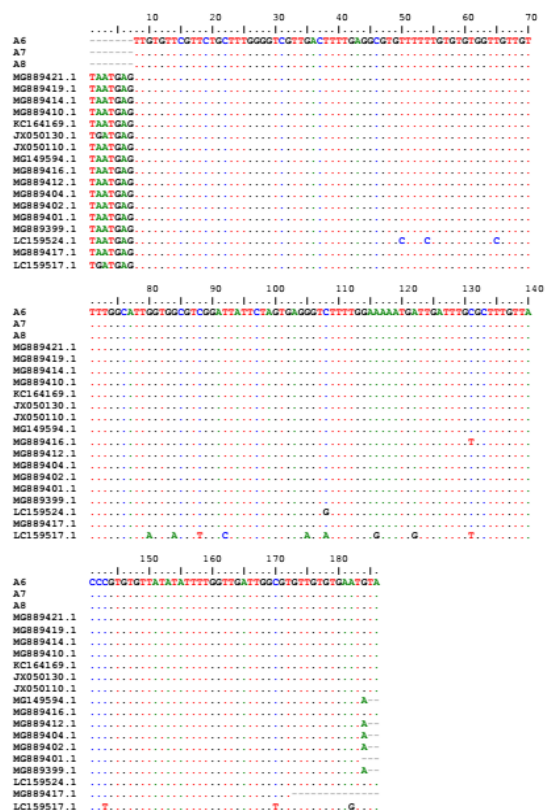 10 20 30 40 50 60 70
A6 -------TTGTGTTCGTTCTGCTTTGGGGTCGTTGACTTTTGAGGCGTGTTTTTTGTGTGTGGTTGTTGT
A7 -------
A8 -------
MG889421.1 TAATGAG
MG889419.1 TAATGAG
MG889414.1 TAATGAG
MG889410.1 TAATGAG
KC164169.1 TAATGAG
JX050130.1 TGATGAG
JX050110.1 TAATGAG
MG149594.1 TAATGAG
MG889416.1 TAATGAG
MG889412.1 TAATGAG
MG889404.1 TAATGAG
MG889402.1 TAATGAG
MG889401.1 TAATGAG
MG889399.1 TAATGAG
LC159524.1 TAATGAG C C C
MG889417.1 TAATGAG
LC159517.1 TGATGAG
80 90 100 110 120 130 140
A6 TTTGGCATTGGTGGCGTCGGATTATTCTAGTGAGGGTCTTTTGGAAAAATGATTGATTTGCGCTTTGTTA
A7
A8
MG889421.1
MG889419.1
MG889414.1
MG889410.1
KC164169.1
JX050130.1
JX050110.1
MG149594.1
MG889416.1 T
MG889412.1
MG889404.1
MG889402.1
MG889401.1
MG889399.1
LC159524.1 G
MG889417.1
LC159517.1 A A T C A A G G T
150 160 170 180
A6 CCCGTGTGTTATATATTTTGGTTGATTGGCGTGTTGTGTGAATGTA
A7
A8
MG889421.1
MG889419.1
MG889414.1
MG889410.1
KC164169.1
JX050130.1
JX050110.1
MG149594.1 A--
MG889416.1
MG889412.1 A--
MG889404.1 A--
MG889402.1 A--
MG889401.1 ---
MG889399.1 A--
LC159524.1
MG889417.1 --------------
LC159517.1 T T G